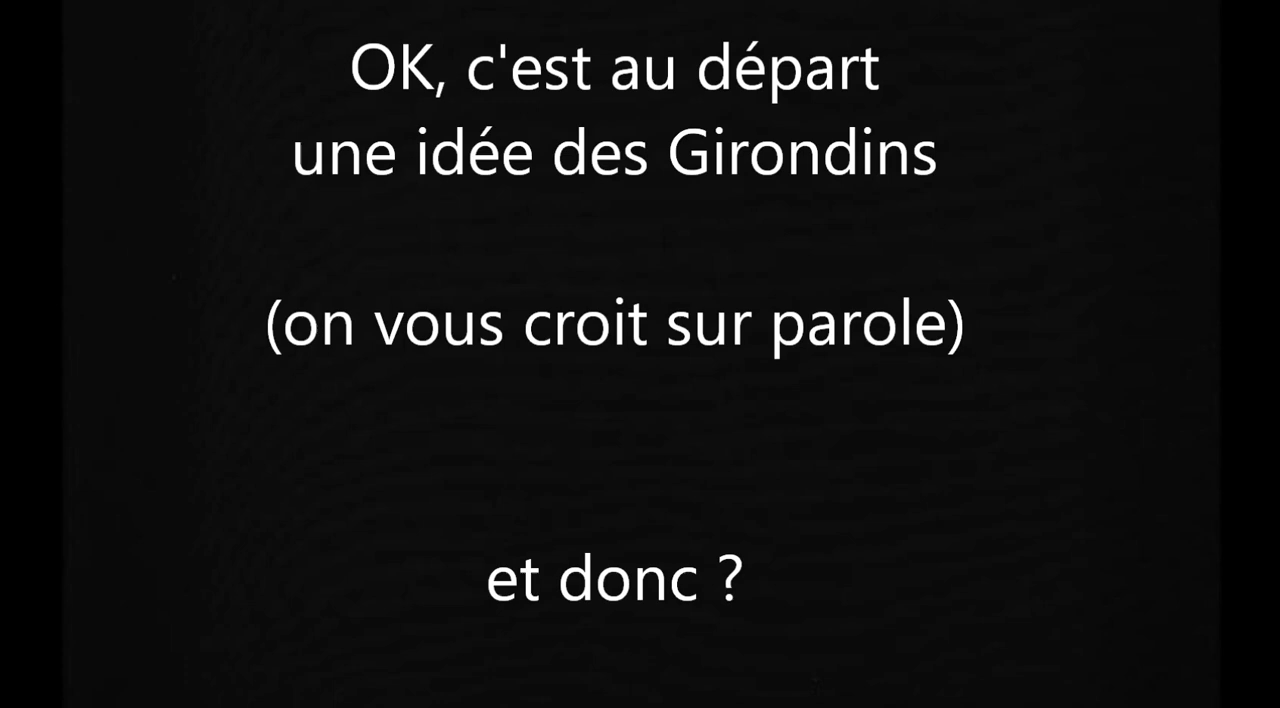 OK, c'est au départ
une idée des Girondins
(on vous croit sur parole)
et donc ?